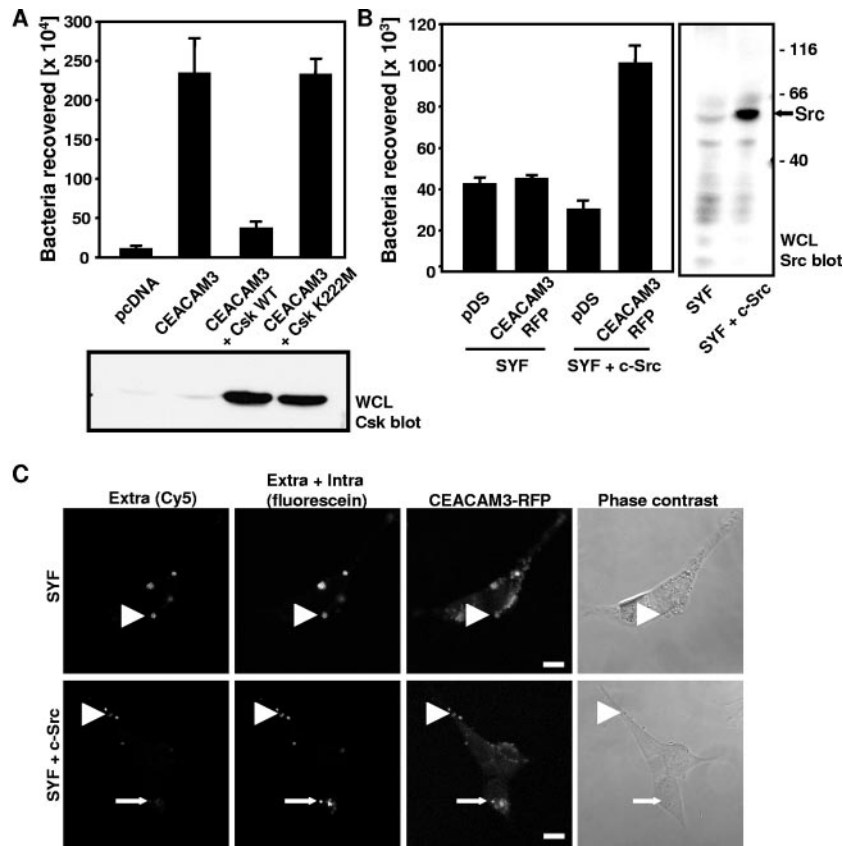 A
Bacteria recovered [x 10⁴]
300
250
200
150
100
50
0
pcDNA
CEACAM3
CEACAM3
+ Csk WT
CEACAM3
+ Csk K222M
WCL
Csk blot
B
Bacteria recovered [x 10³]
120
100
80
60
40
20
0
pDS
CEACAM3
RFP
pDS
CEACAM3
RFP
SYF
SYF + c-Src
- 116
- 66
Src
- 40
WCL
Src blot
SYF
SYF + c-Src
C
Extra (Cy5)
Extra + Intra
(fluorescein)
CEACAM3-RFP
Phase contrast
SYF
SYF + c-Src